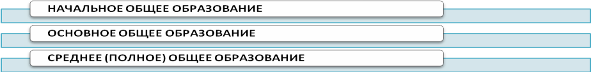 НАЧАЛЬНОЕ ОБЩЕЕ ОБРАЗОВАНИЕ
ОСНОВНОЕ ОБЩЕЕ ОБРАЗОВАНИЕ
СРЕДНЕЕ (ПОЛНОЕ) ОБЩЕЕ ОБРАЗОВАНИЕ